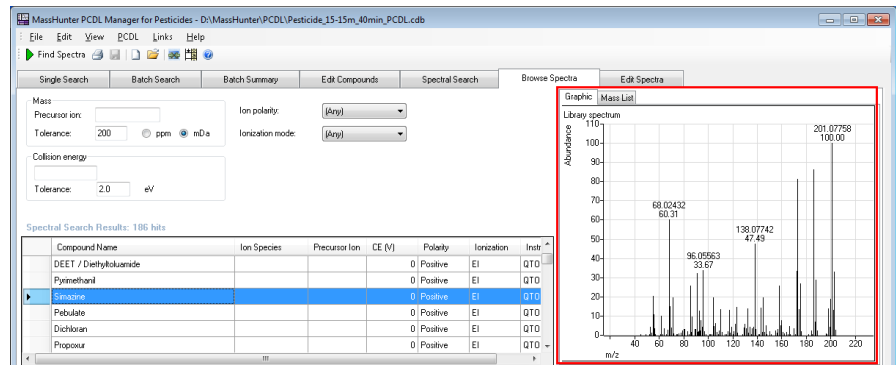 MassHunter PCDL Manager for Pesticides - D:\MassHunter\PCDL\Pesticide_15-15m_40min_PCDL.cdb
File Edit View PCDL Links Help
Find Spectra
Single Search Batch Search Batch Summary Edit Compounds Spectral Search Browse Spectra Edit Spectra
Mass
Precursor ion:
Tolerance: 200 ppm mDa
Ion polarity: (Any)
Ionization mode: (Any)
Collision energy
Tolerance: 2.0 eV
Spectral Search Results: 186 hits
Compound Name Ion Species Precursor Ion CE (V) Polarity Ionization Instr
DEET / Diethyltoluamide 0 Positive EI QTO
Pyrimethanil 0 Positive EI QTO
Simazine 0 Positive EI QTO
Pebulate 0 Positive EI QTO
Dichloran 0 Positive EI QTO
Propoxur 0 Positive EI QTO
Graphic Mass List
Library spectrum
Abundance
110
100
90
80
70
60
50
40
30
20
10
0
201.07758
100.00
68.02432
60.31
138.07742
47.49
96.05563
33.67
40 60 80 100 120 140 160 180 200 220
m/z